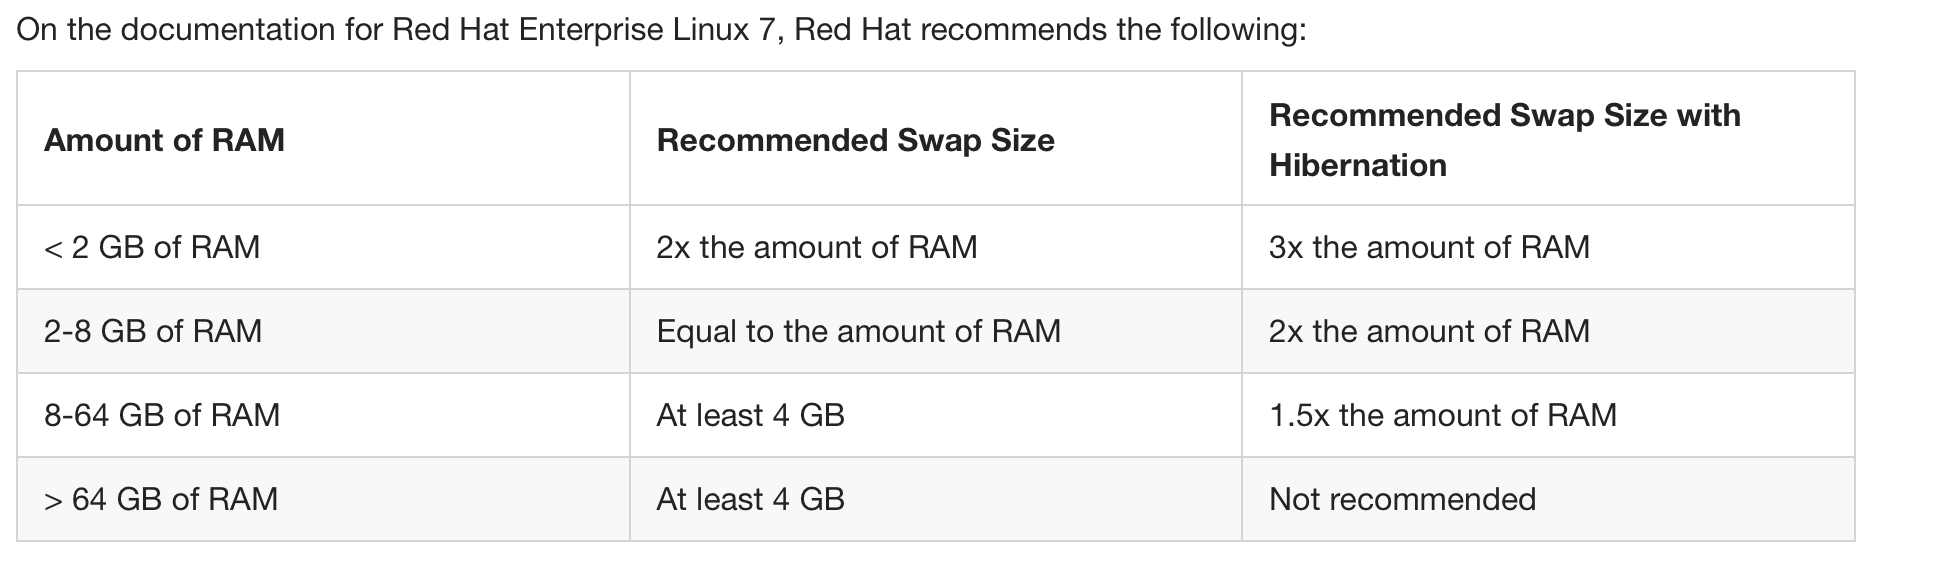 On the documentation for Red Hat Enterprise Linux 7, Red Hat recommends the following:
Amount of RAM
Recommended Swap Size
Recommended Swap Size with
Hibernation
< 2 GB of RAM
2x the amount of RAM
3x the amount of RAM
2-8 GB of RAM
Equal to the amount of RAM
2x the amount of RAM
8-64 GB of RAM
At least 4 GB
1.5x the amount of RAM
> 64 GB of RAM
At least 4 GB
Not recommended